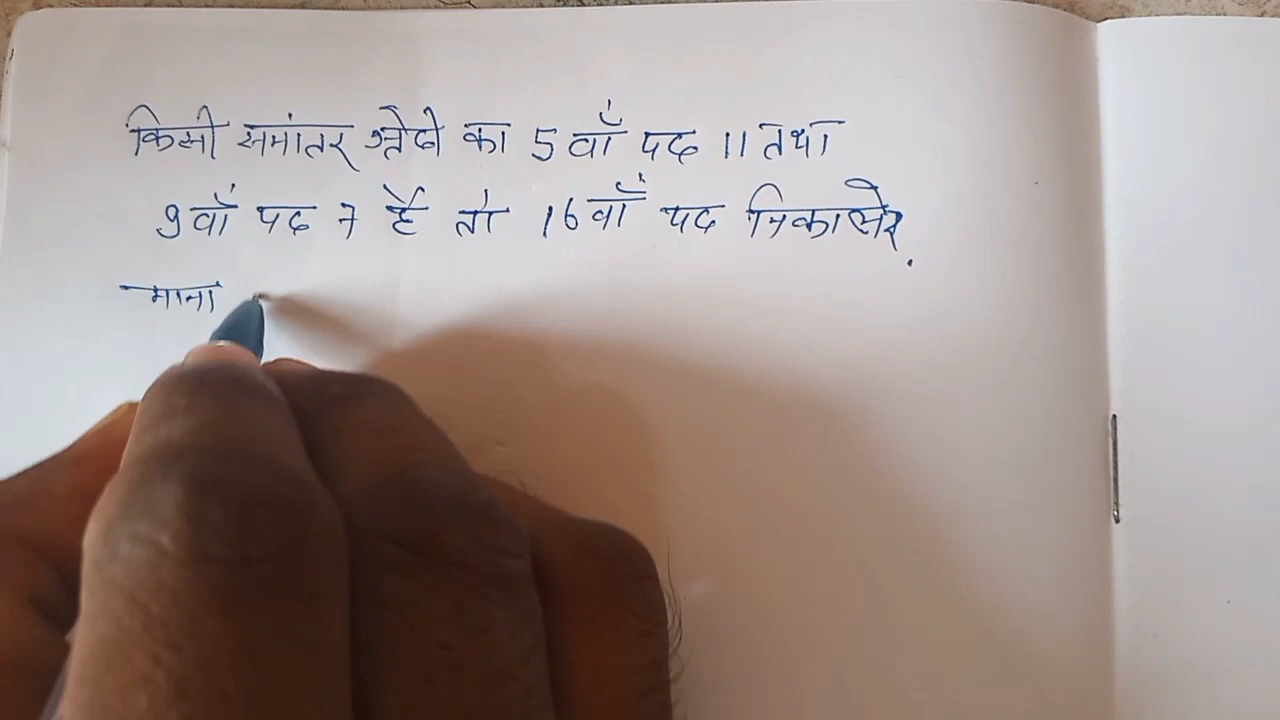 किसी समांतर श्रेढी का 5 वाँ पद 11 तथा
9 वाँ पद 7 है तो 16 वाँ पद निकालें.
माना